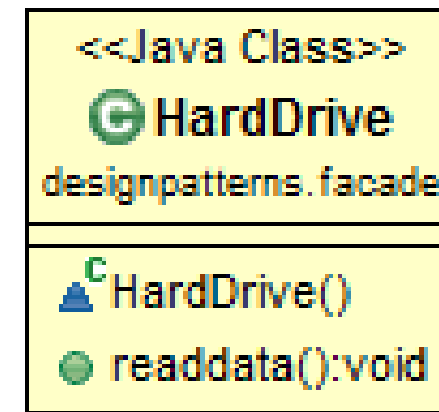 <<Java Class>>
C HardDrive
designpatterns.facade
C HardDrive()
readdata():void